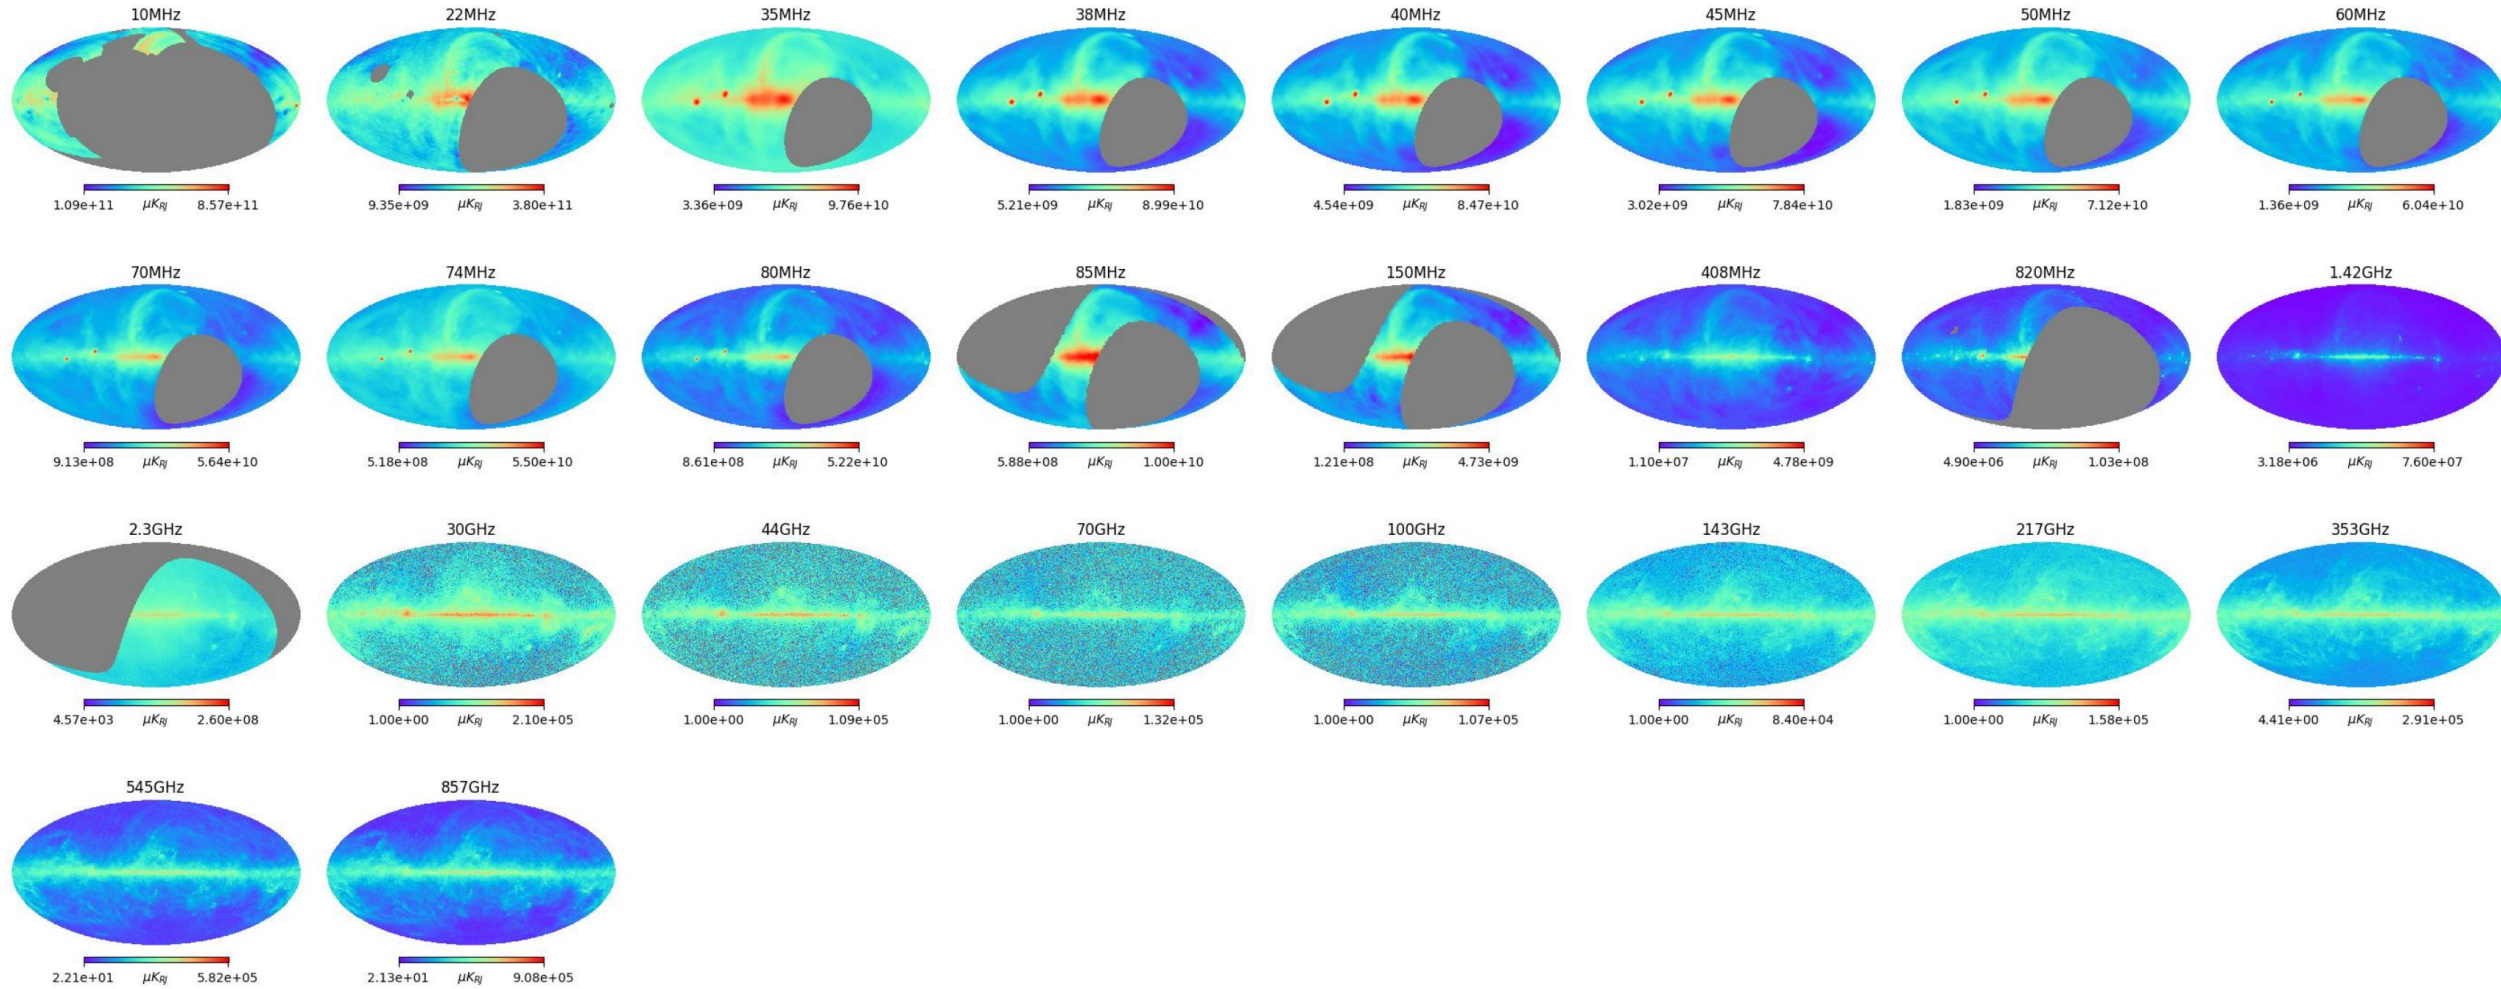 10MHz 22MHz 35MHz 38MHz 40MHz 45MHz 50MHz 60MHz
1.09e+11 μK_RJ 8.57e+11 9.35e+09 μK_RJ 3.80e+11 3.36e+09 μK_RJ 9.76e+10 5.21e+09 μK_RJ 8.99e+10 4.54e+09 μK_RJ 8.47e+10 3.02e+09 μK_RJ 7.84e+10 1.83e+09 μK_RJ 7.12e+10 1.36e+09 μK_RJ 6.04e+10
70MHz 74MHz 80MHz 85MHz 150MHz 408MHz 820MHz 1.42GHz
9.13e+08 μK_RJ 5.64e+10 5.18e+08 μK_RJ 5.50e+10 8.61e+08 μK_RJ 5.22e+10 5.88e+08 μK_RJ 1.00e+10 1.21e+08 μK_RJ 4.73e+09 1.10e+07 μK_RJ 4.78e+09 4.90e+06 μK_RJ 1.03e+08 3.18e+06 μK_RJ 7.60e+07
2.3GHz 30GHz 44GHz 70GHz 100GHz 143GHz 217GHz 353GHz
4.57e+03 μK_RJ 2.60e+08 1.00e+00 μK_RJ 2.10e+05 1.00e+00 μK_RJ 1.09e+05 1.00e+00 μK_RJ 1.32e+05 1.00e+00 μK_RJ 1.07e+05 1.00e+00 μK_RJ 8.40e+04 1.00e+00 μK_RJ 1.58e+05 4.41e+00 μK_RJ 2.91e+05
545GHz 857GHz
2.21e+01 μK_RJ 5.82e+05 2.13e+01 μK_RJ 9.08e+05